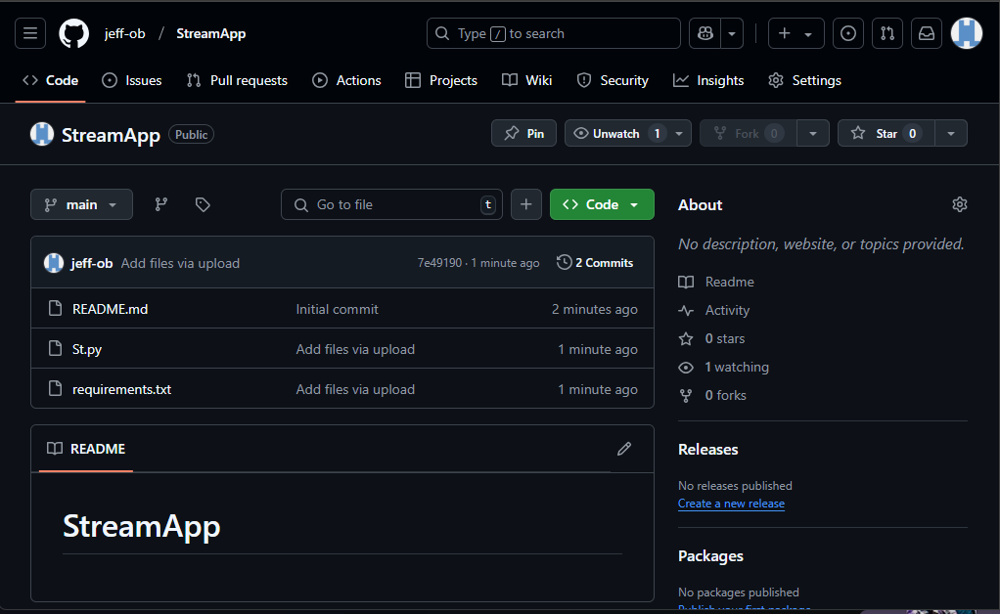 jeff-ob / StreamApp
Type / to search
Code Issues Pull requests Actions Projects Wiki Security Insights Settings
StreamApp Public
Pin Unwatch 1 Fork 0 Star 0
main Go to file t Code
jeff-ob Add files via upload 7e49190 · 1 minute ago 2 Commits
README.md Initial commit 2 minutes ago
St.py Add files via upload 1 minute ago
requirements.txt Add files via upload 1 minute ago
README
StreamApp
About
No description, website, or topics provided.
Readme
Activity
0 stars
1 watching
0 forks
Releases
No releases published
Create a new release
Packages
No packages published
Publish your first package